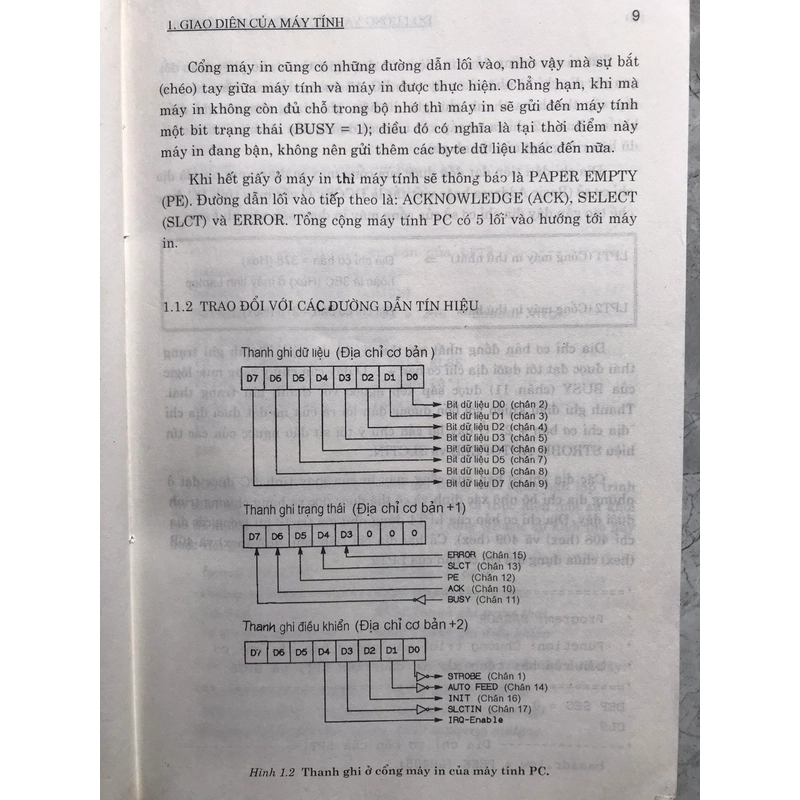 1. GIAO DIÊN CỦA MÁY TÍNH
9
Cổng máy in cũng có những đường dẫn lối vào, nhờ vậy mà sự bắt
(chéo) tay giữa máy tính và máy in được thực hiện. Chẳng hạn, khi mà
máy in không còn đủ chỗ trong bộ nhớ thì máy in sẽ gửi đến máy tính
một bit trạng thái (BUSY = 1); điều đó có nghĩa là tại thời điểm này
máy in đang bận, không nên gửi thêm các byte dữ liệu khác đến nữa.
Khi hết giấy ở máy in thì máy tính sẽ thông báo là PAPER EMPTY
(PE). Đường dẫn lối vào tiếp theo là: ACKNOWLEDGE (ACK), SELECT
(SLCT) và ERROR. Tổng cộng máy tính PC có 5 lối vào hướng tới máy
in.
1.1.2 TRAO ĐỔI VỚI CÁC ĐƯỜNG DẪN TÍN HIỆU
Thanh ghi dữ liệu (Địa chỉ cơ bản)
D7 D6 D5 D4 D3 D2 D1 D0
Bit dữ liệu D0 (chân 2)
Bit dữ liệu D1 (chân 3)
Bit dữ liệu D2 (chân 4)
Bit dữ liệu D3 (chân 5)
Bit dữ liệu D4 (chân 6)
Bit dữ liệu D5 (chân 7)
Bit dữ liệu D6 (chân 8)
Bit dữ liệu D7 (chân 9)
Thanh ghi trạng thái (Địa chỉ cơ bản +1)
D7 D6 D5 D4 D3 0 0 0
ERROR (Chân 15)
SLCT (Chân 13)
PE (Chân 12)
ACK (Chân 10)
BUSY (Chân 11)
Thanh ghi điều khiển (Địa chỉ cơ bản +2)
D7 D6 D5 D4 D3 D2 D1 D0
STROBE (Chân 1)
AUTO FEED (Chân 14)
INIT (Chân 16)
SLCTIN (Chân 17)
IRQ-Enable
Hình 1.2 Thanh ghi ở cổng máy in của máy tính PC.